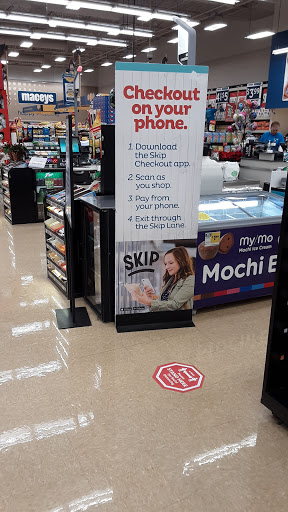 maceys
Checkout
on your
phone.
1. Download
the Skip
Checkout app.
2. Scan as
you shop.
3. Pay from
your phone.
4. Exit through
the Skip Lane
SKIP
my/mo
Mochi Ice Cream
Mochi